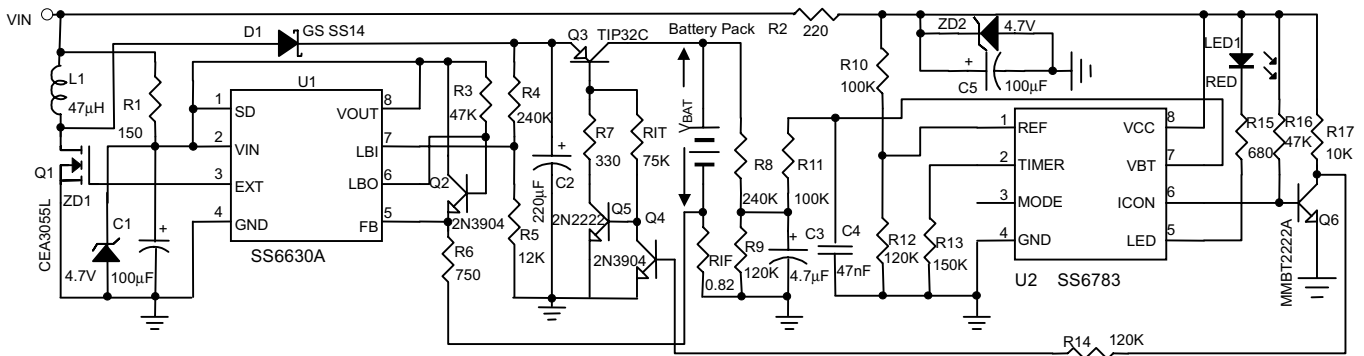 VIN
D1
GS SS14
Q3
TIP32C
Battery Pack
R2
220
ZD2
4.7V
LED1
RED
L1
47µH
R1
150
U1
1
SD
2
VIN
3
EXT
4
GND
VOUT
8
LBI
7
LBO
6
FB
5
SS6630A
R3
47K
R4
240K
C2
220µF
R7
330
RIT
75K
VBAT
R8
240K
R11
100K
R10
100K
C5
+
100µF
1
REF
2
TIMER
3
MODE
4
GND
VCC
8
VBT
7
ICON
6
LED
5
U2 SS6783
R15
680
R16
47K
R17
10K
Q1
CEA3055L
ZD1
4.7V
C1
+
100µF
Q2
2N3904
R6
750
R5
12K
+
2N2222
Q5
2N3904
Q4
RIF
0.82
R9
120K
C3
+
4.7µF
C4
47nF
R12
120K
R13
150K
MMBT2222A
Q6
R14
120K